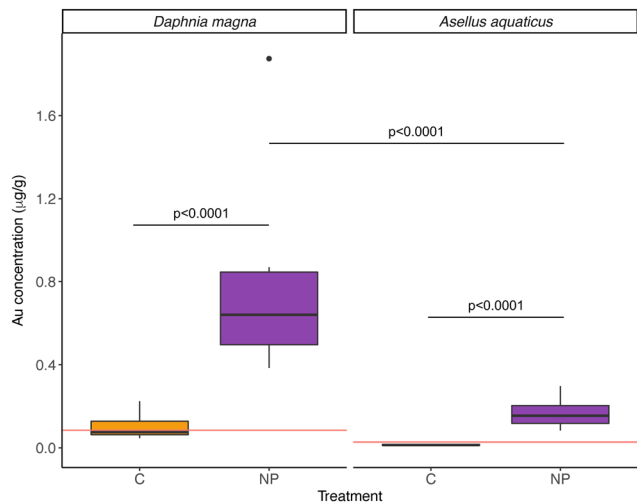 Daphnia magna
Asellus aquaticus
Au concentration (µg/g)
1.6
1.2
0.8
0.4
0.0
p<0.0001
p<0.0001
p<0.0001
C
NP
C
NP
Treatment